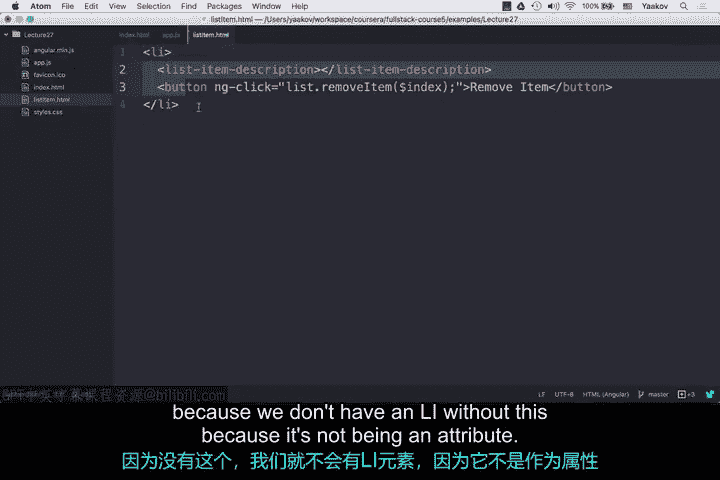 Atom File Edit View Selection Find Packages Window Help 100% Yaakov
listItem.html — /Users/yaakov/workspace/coursera/fullstack-course5/examples/Lecture27
Lecture27
angular.min.js
app.js
favicon.ico
index.html
listItem.html
styles.css
index.html app.js listItem.html
1 <li>
2 <list-item-description></list-item-description>
3 <button ng-click="list.removeItem($index);">Remove Item</button>
4 </li>
LF UTF-8 HTML (Angular) master +3
because we don't have an LI without this
because it's not being an attribute.
因为没有这个，我们就不会有LI元素，因为它不是作为属性